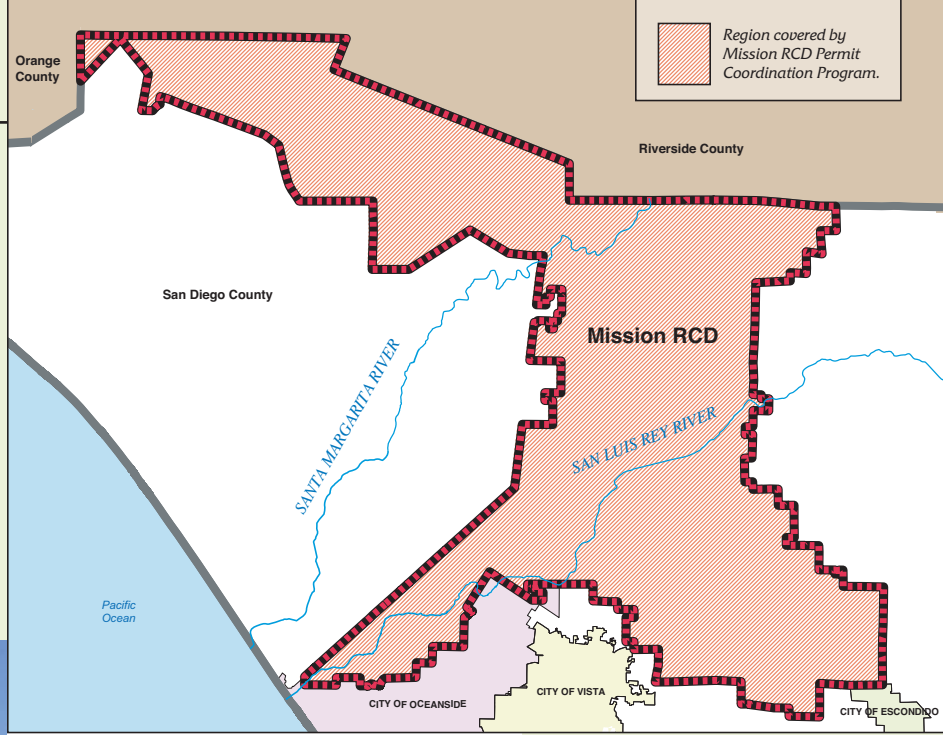 Orange
County
Region covered by
Mission RCD Permit
Coordination Program.
Riverside County
San Diego County
Mission RCD
SANTA MARGARITA RIVER
SAN LUIS REY RIVER
Pacific
Ocean
CITY OF OCEANSIDE
CITY OF VISTA
CITY OF ESCONDIDO